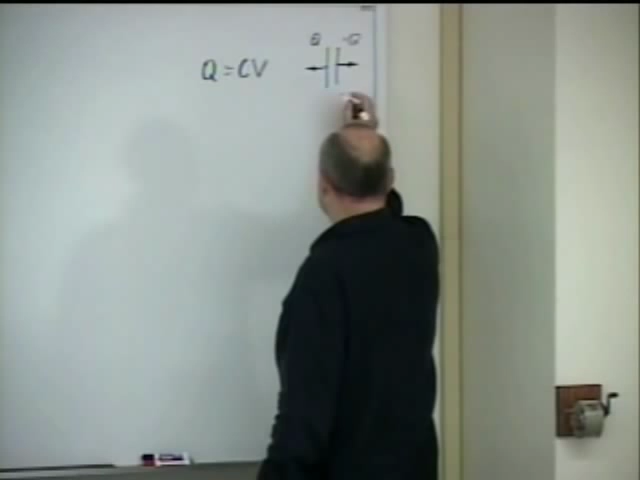 Q = CV
Q -Q